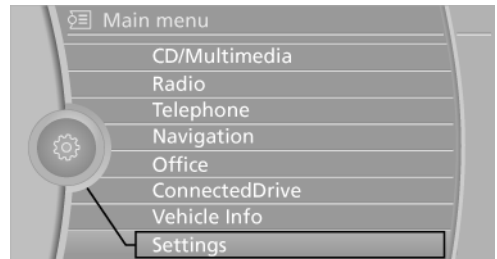 Main menu
CD/Multimedia
Radio
Telephone
Navigation
Office
ConnectedDrive
Vehicle Info
Settings